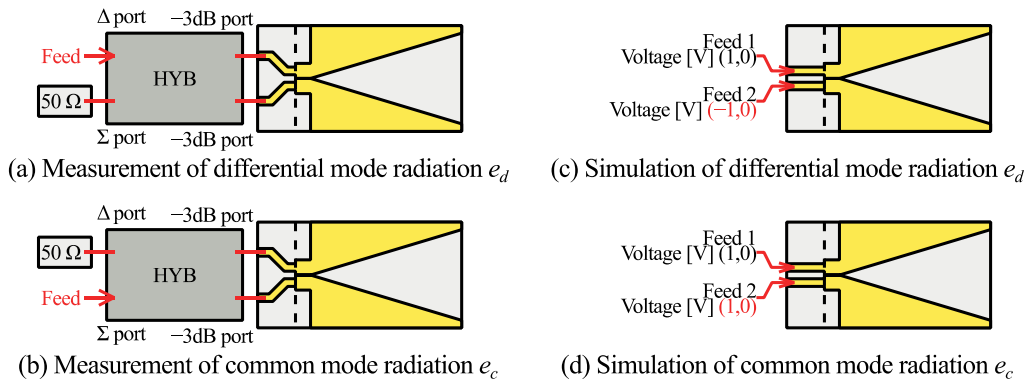 Δ port
−3dB port
Feed
HYB
50 Ω
Σ port
−3dB port
(a) Measurement of differential mode radiation e_d
Feed 1
Voltage [V] (1,0)
Feed 2
Voltage [V] (−1,0)
(c) Simulation of differential mode radiation e_d
Δ port
−3dB port
50 Ω
HYB
Feed
Σ port
−3dB port
(b) Measurement of common mode radiation e_c
Feed 1
Voltage [V] (1,0)
Feed 2
Voltage [V] (1,0)
(d) Simulation of common mode radiation e_c